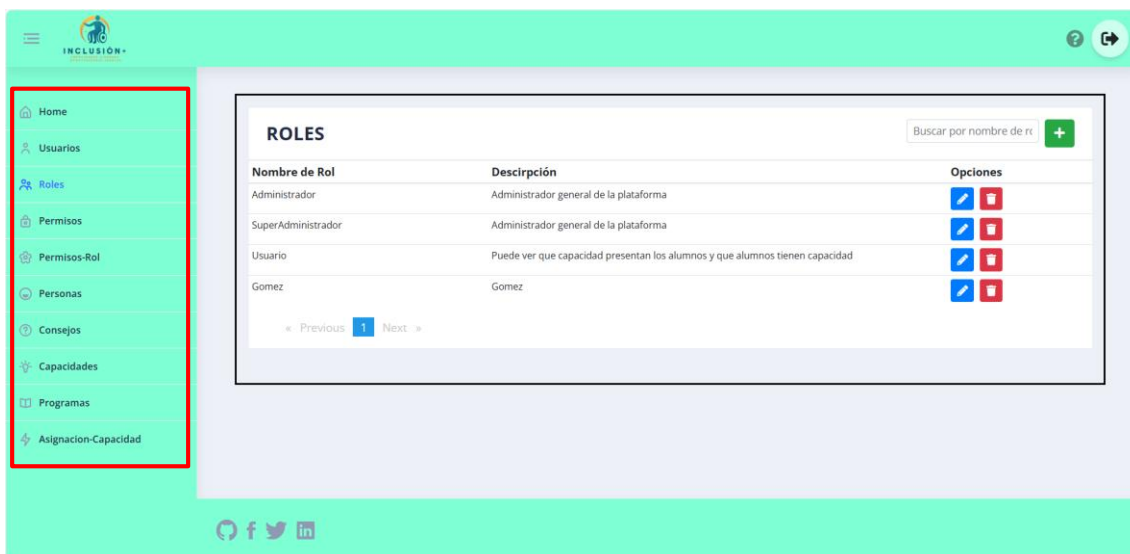 INCLUSIÓN+
Home
Usuarios
Roles
Permisos
Permisos-Rol
Personas
Consejos
Capacidades
Programas
Asignacion-Capacidad
ROLES
Buscar por nombre de
+
Nombre de Rol Descirpción Opciones
Administrador Administrador general de la plataforma
SuperAdministrador Administrador general de la plataforma
Usuario Puede ver que capacidad presentan los alumnos y que alumnos tienen capacidad
Gomez Gomez
« Previous 1 Next »